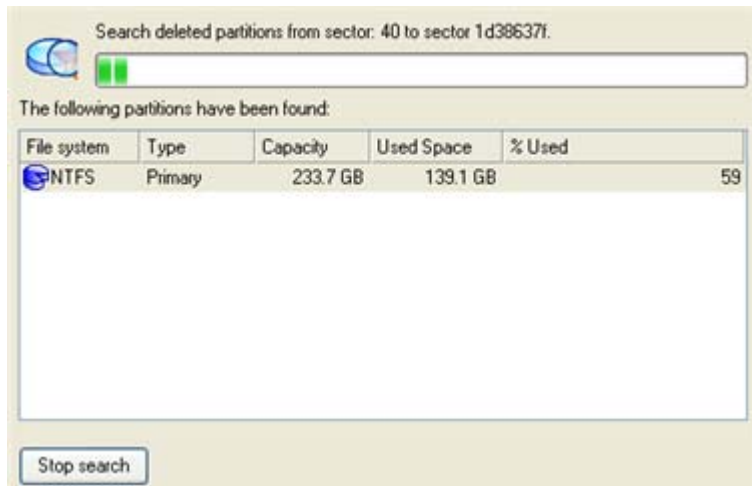 Search deleted partitions from sector: 40 to sector 1d38637f.
The following partitions have been found:
File system Type Capacity Used Space % Used
NTFS Primary 233.7 GB 139.1 GB 59
Stop search